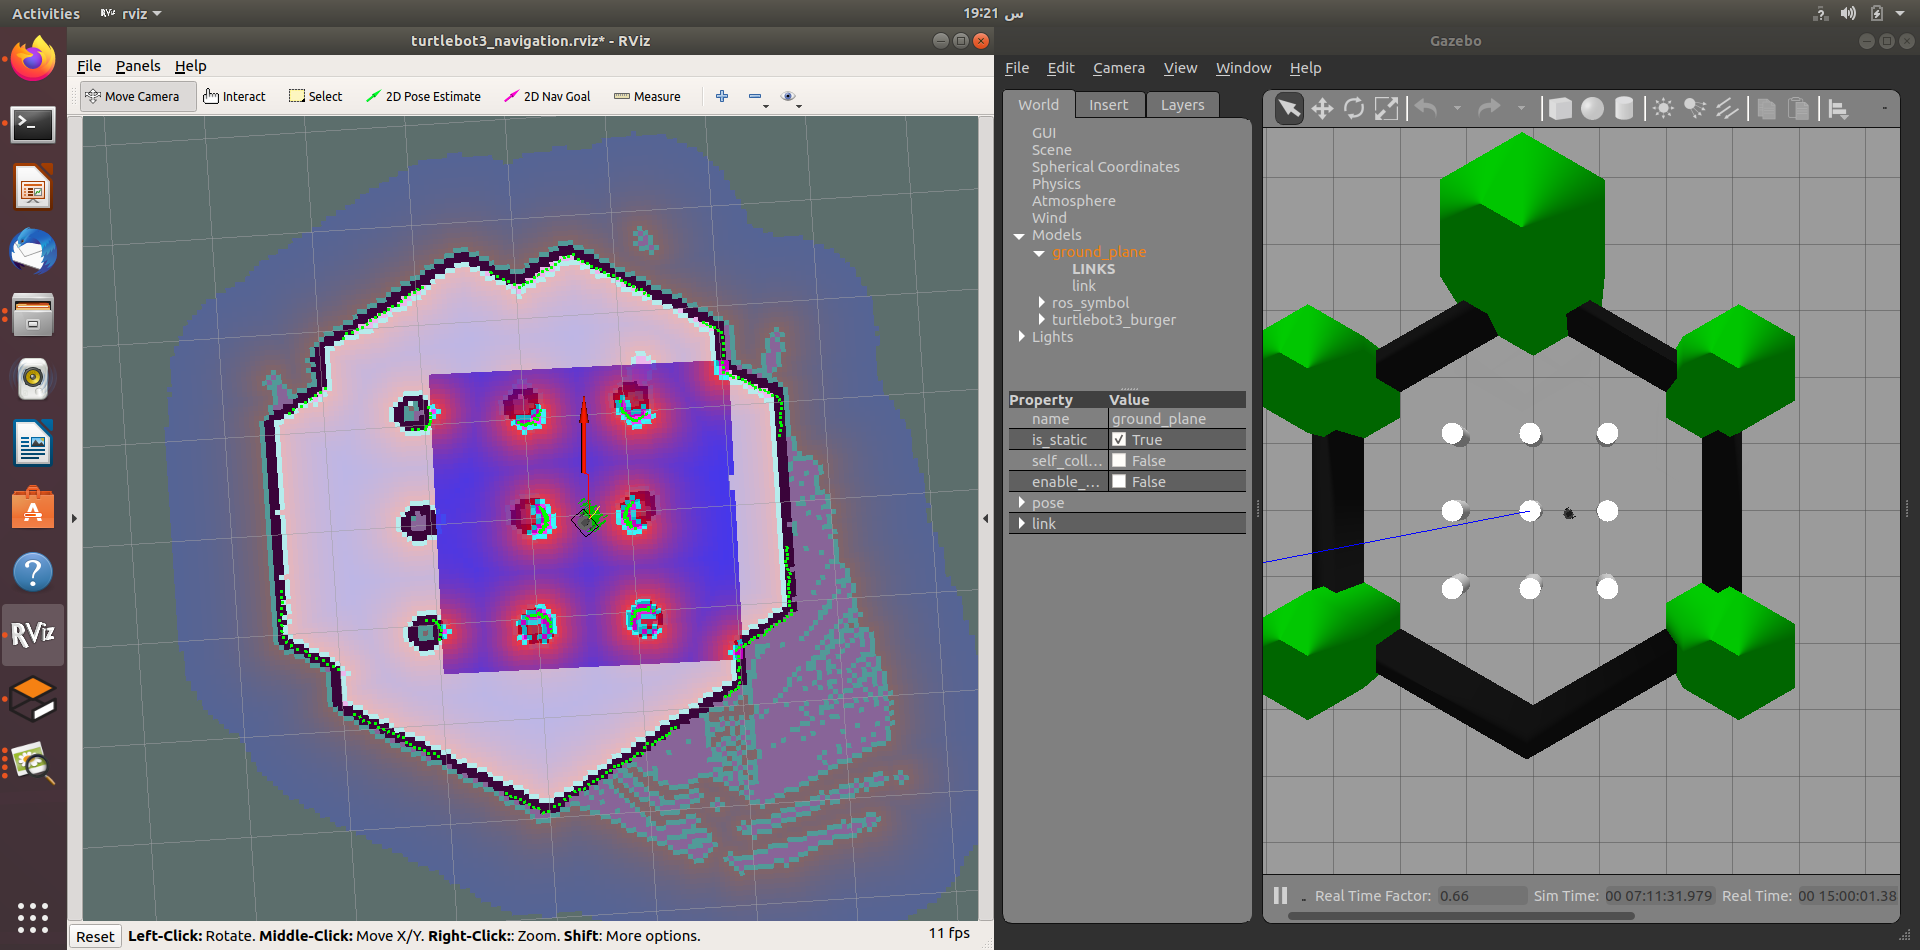 Activities
rviz
19:21 س
turtlebot3_navigation.rviz* - RViz
File Panels Help
Move Camera Interact Select 2D Pose Estimate 2D Nav Goal Measure
RViz
Reset Left-Click: Rotate. Middle-Click: Move X/Y. Right-Click:: Zoom. Shift: More options. 11 fps
Gazebo
File Edit Camera View Window Help
World Insert Layers
GUI
Scene
Spherical Coordinates
Physics
Atmosphere
Wind
Models
ground_plane
LINKS
link
ros_symbol
turtlebot3_burger
Lights
Property Value
name ground_plane
is_static True
self_coll... False
enable_... False
pose
link
Real Time Factor: 0.66 Sim Time: 00 07:11:31.979 Real Time: 00 15:00:01.38